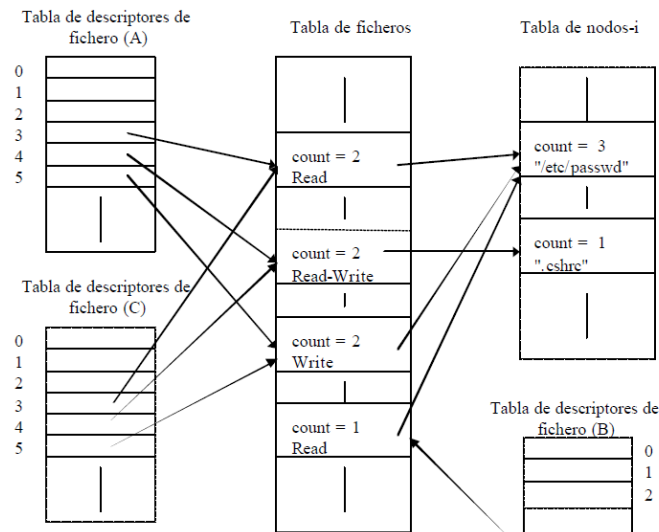 Tabla de descriptores de
fichero (A)
0
1
2
3
4
5
Tabla de descriptores de
fichero (C)
0
1
2
3
4
5
Tabla de ficheros
count = 2
Read
count = 2
Read-Write
count = 2
Write
count = 1
Read
Tabla de nodos-i
count = 3
"/etc/passwd"
count = 1
".cshrc"
Tabla de descriptores de
fichero (B)
0
1
2